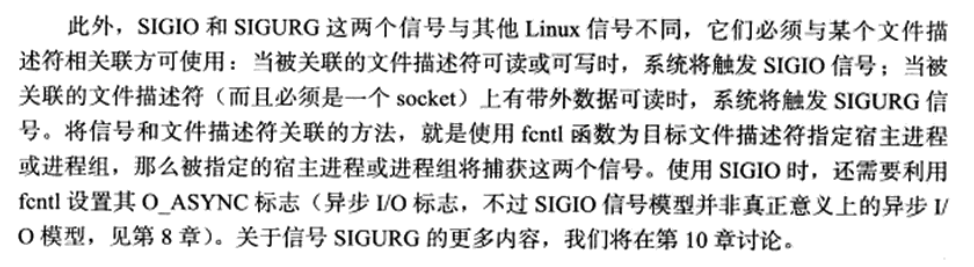 此外，SIGIO 和 SIGURG 这两个信号与其他 Linux 信号不同，它们必须与某个文件描
述符相关联方可使用：当被关联的文件描述符可读或可写时，系统将触发 SIGIO 信号；当被
关联的文件描述符（而且必须是一个 socket）上有带外数据可读时，系统将触发 SIGURG 信
号。将信号和文件描述符关联的方法，就是使用 fcntl 函数为目标文件描述符指定宿主进程
或进程组，那么被指定的宿主进程或进程组将捕获这两个信号。使用 SIGIO 时，还需要利用
fcntl 设置其 O_ASYNC 标志（异步 I/O 标志，不过 SIGIO 信号模型并非真正意义上的异步 I/
O 模型，见第 8 章）。关于信号 SIGURG 的更多内容，我们将在第 10 章讨论。